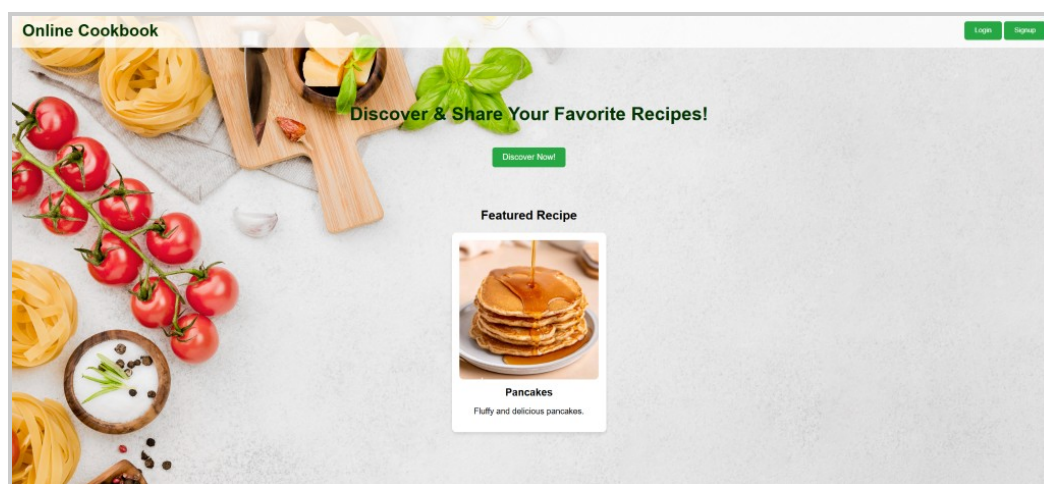 Online Cookbook
Login Signup
Discover & Share Your Favorite Recipes!
Discover Now!
Featured Recipe
Pancakes
Fluffy and delicious pancakes.